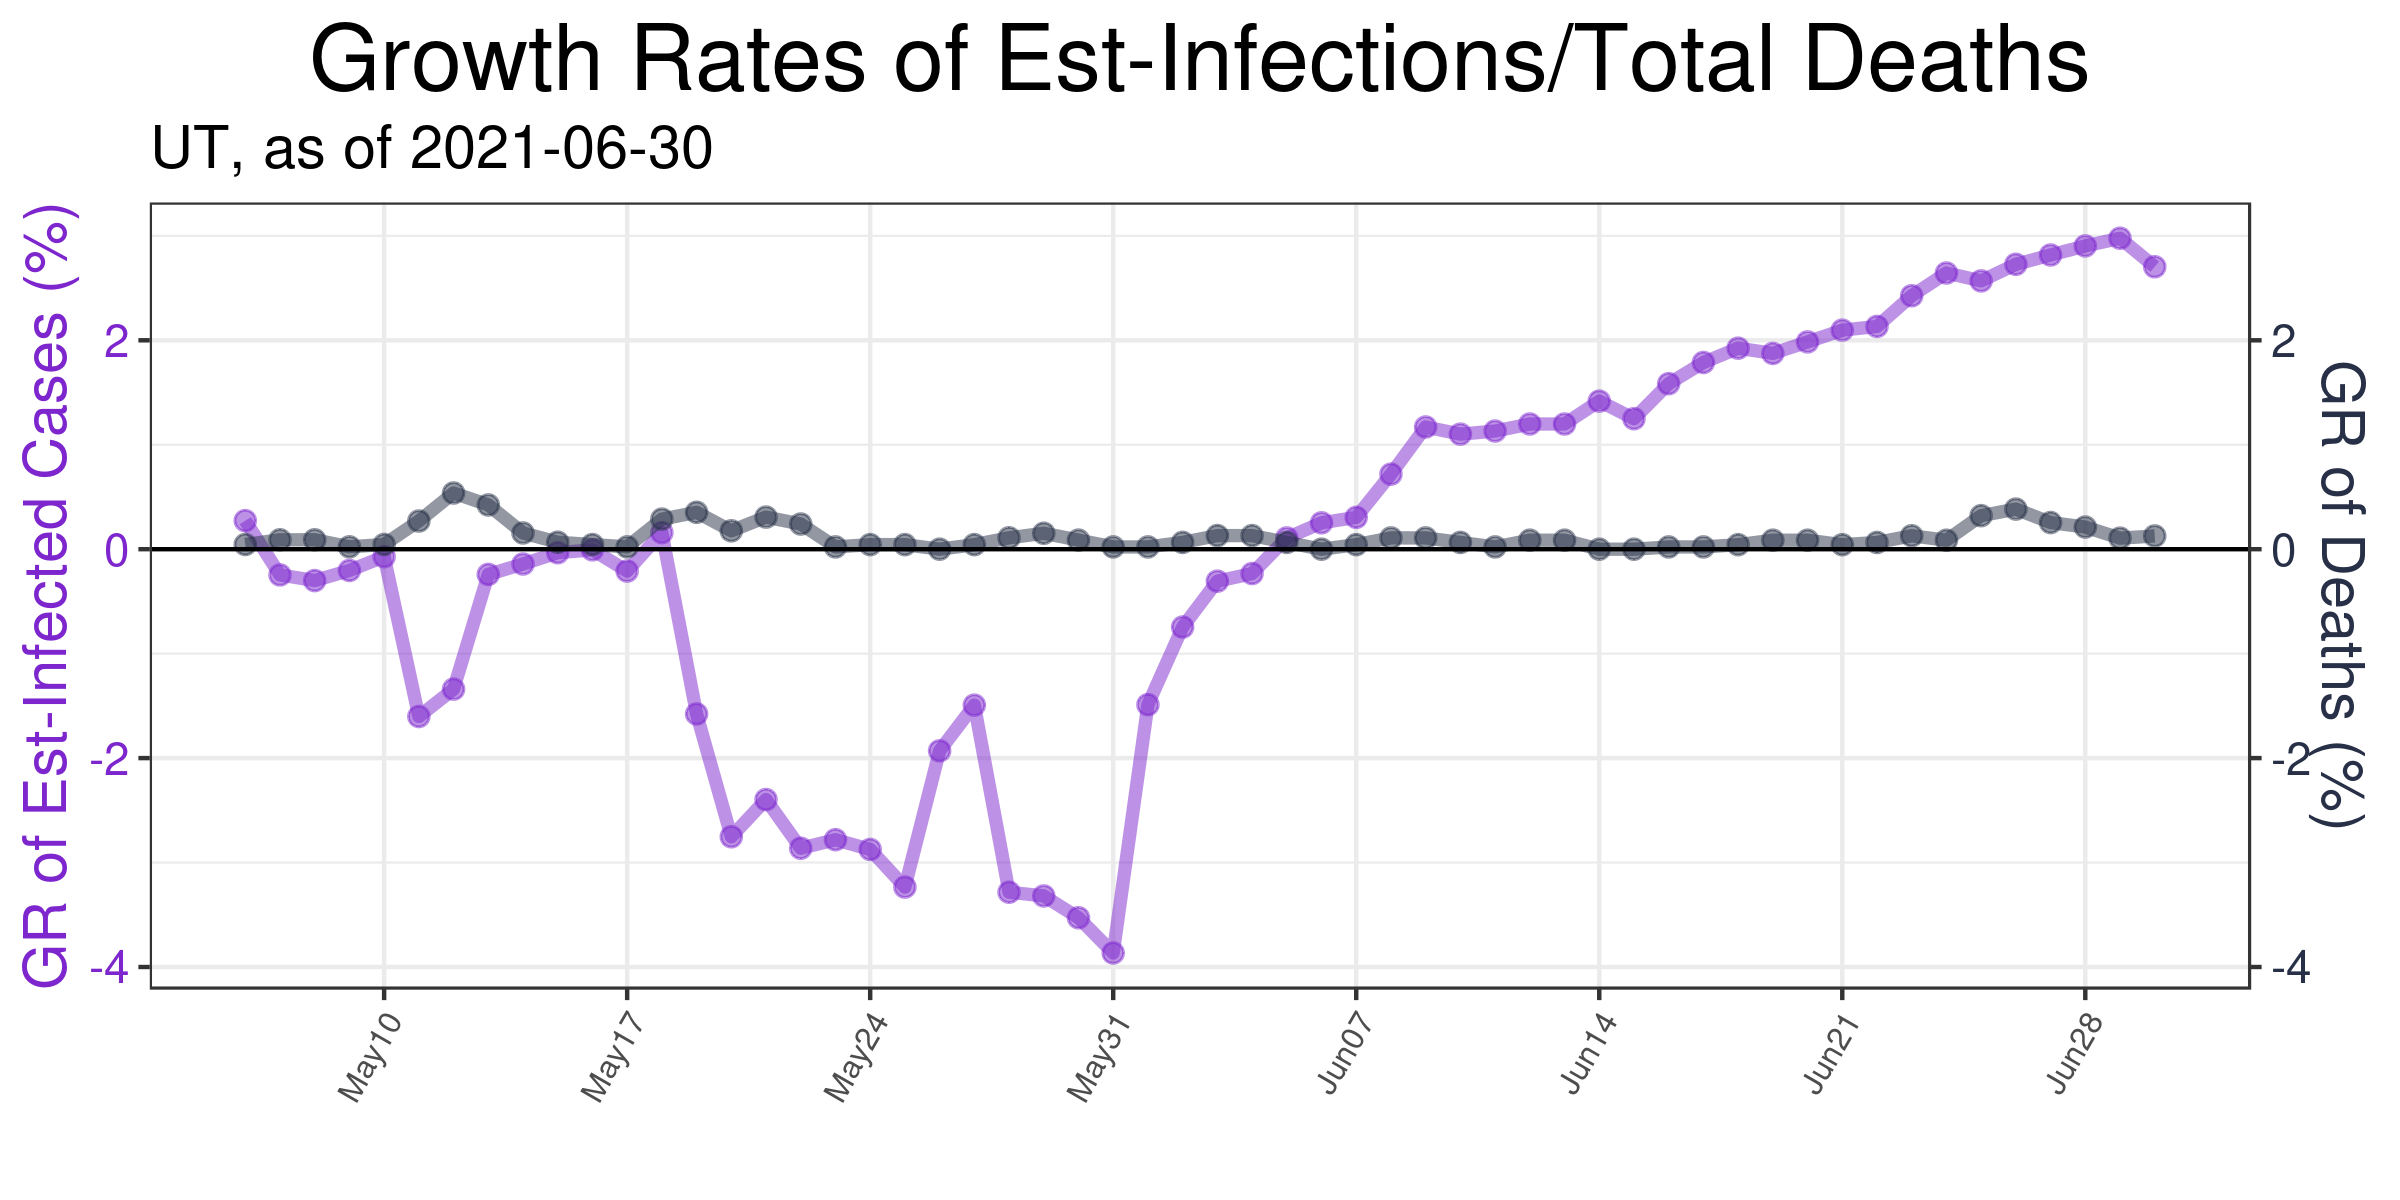 Growth Rates of Est-Infections/Total Deaths
UT, as of 2021-06-30
GR of Est-Infected Cases (%)
2
0
-2
-4
2
0
-2
-4
GR of Deaths (%)
May10
May17
May24
May31
Jun07
Jun14
Jun21
Jun28